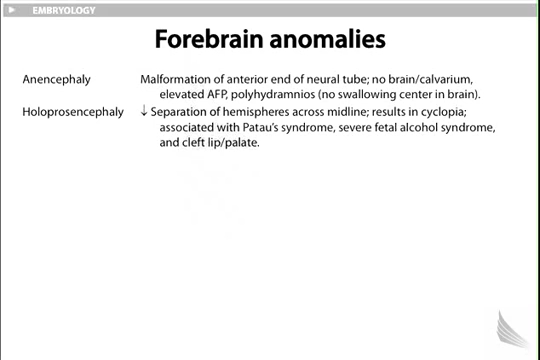 EMBRYOLOGY
Forebrain anomalies
Anencephaly Malformation of anterior end of neural tube; no brain/calvarium,
elevated AFP, polyhydramnios (no swallowing center in brain).
Holoprosencephaly ↓ Separation of hemispheres across midline; results in cyclopia;
associated with Patau's syndrome, severe fetal alcohol syndrome,
and cleft lip/palate.